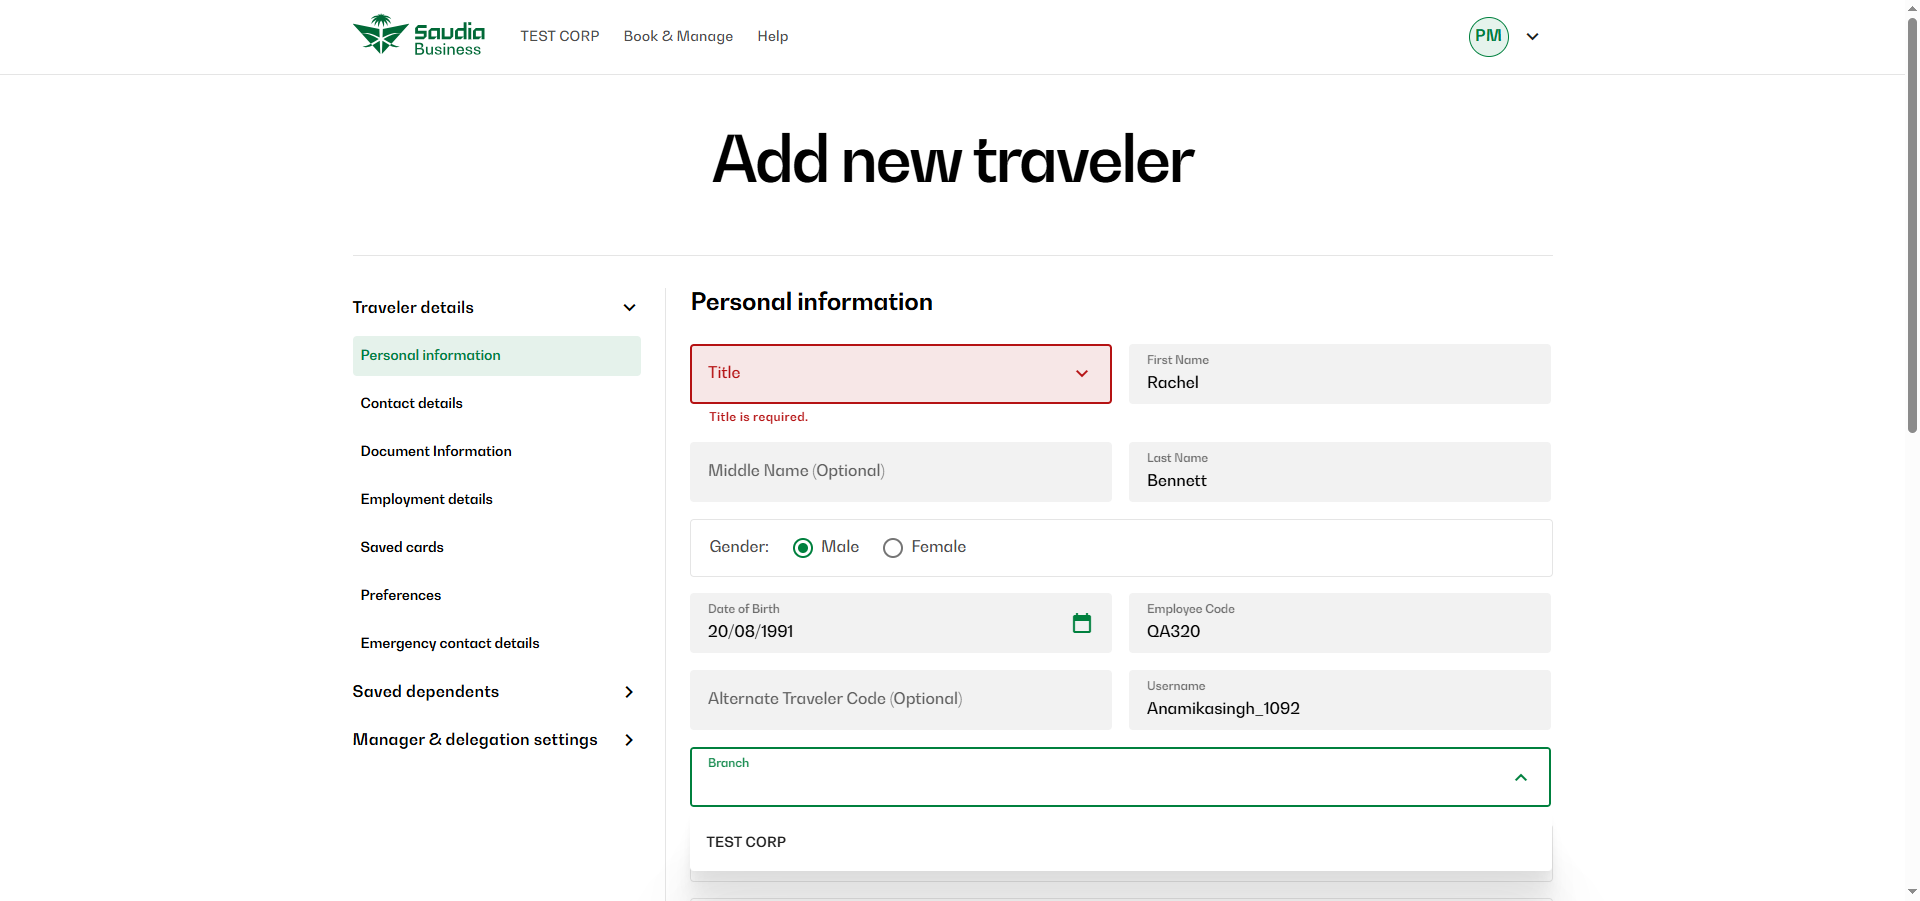 Saudia
Business
TEST CORP
Book & Manage
Help
PM
Add new traveler
Traveler details
Personal information
Contact details
Document Information
Employment details
Saved cards
Preferences
Emergency contact details
Saved dependents
Manager & delegation settings
Personal information
Title
Title is required.
First Name
Rachel
Middle Name (Optional)
Last Name
Bennett
Gender: Male Female
Date of Birth
20/08/1991
Employee Code
QA320
Alternate Traveler Code (Optional)
Username
Anamikasingh_1092
Branch
TEST CORP